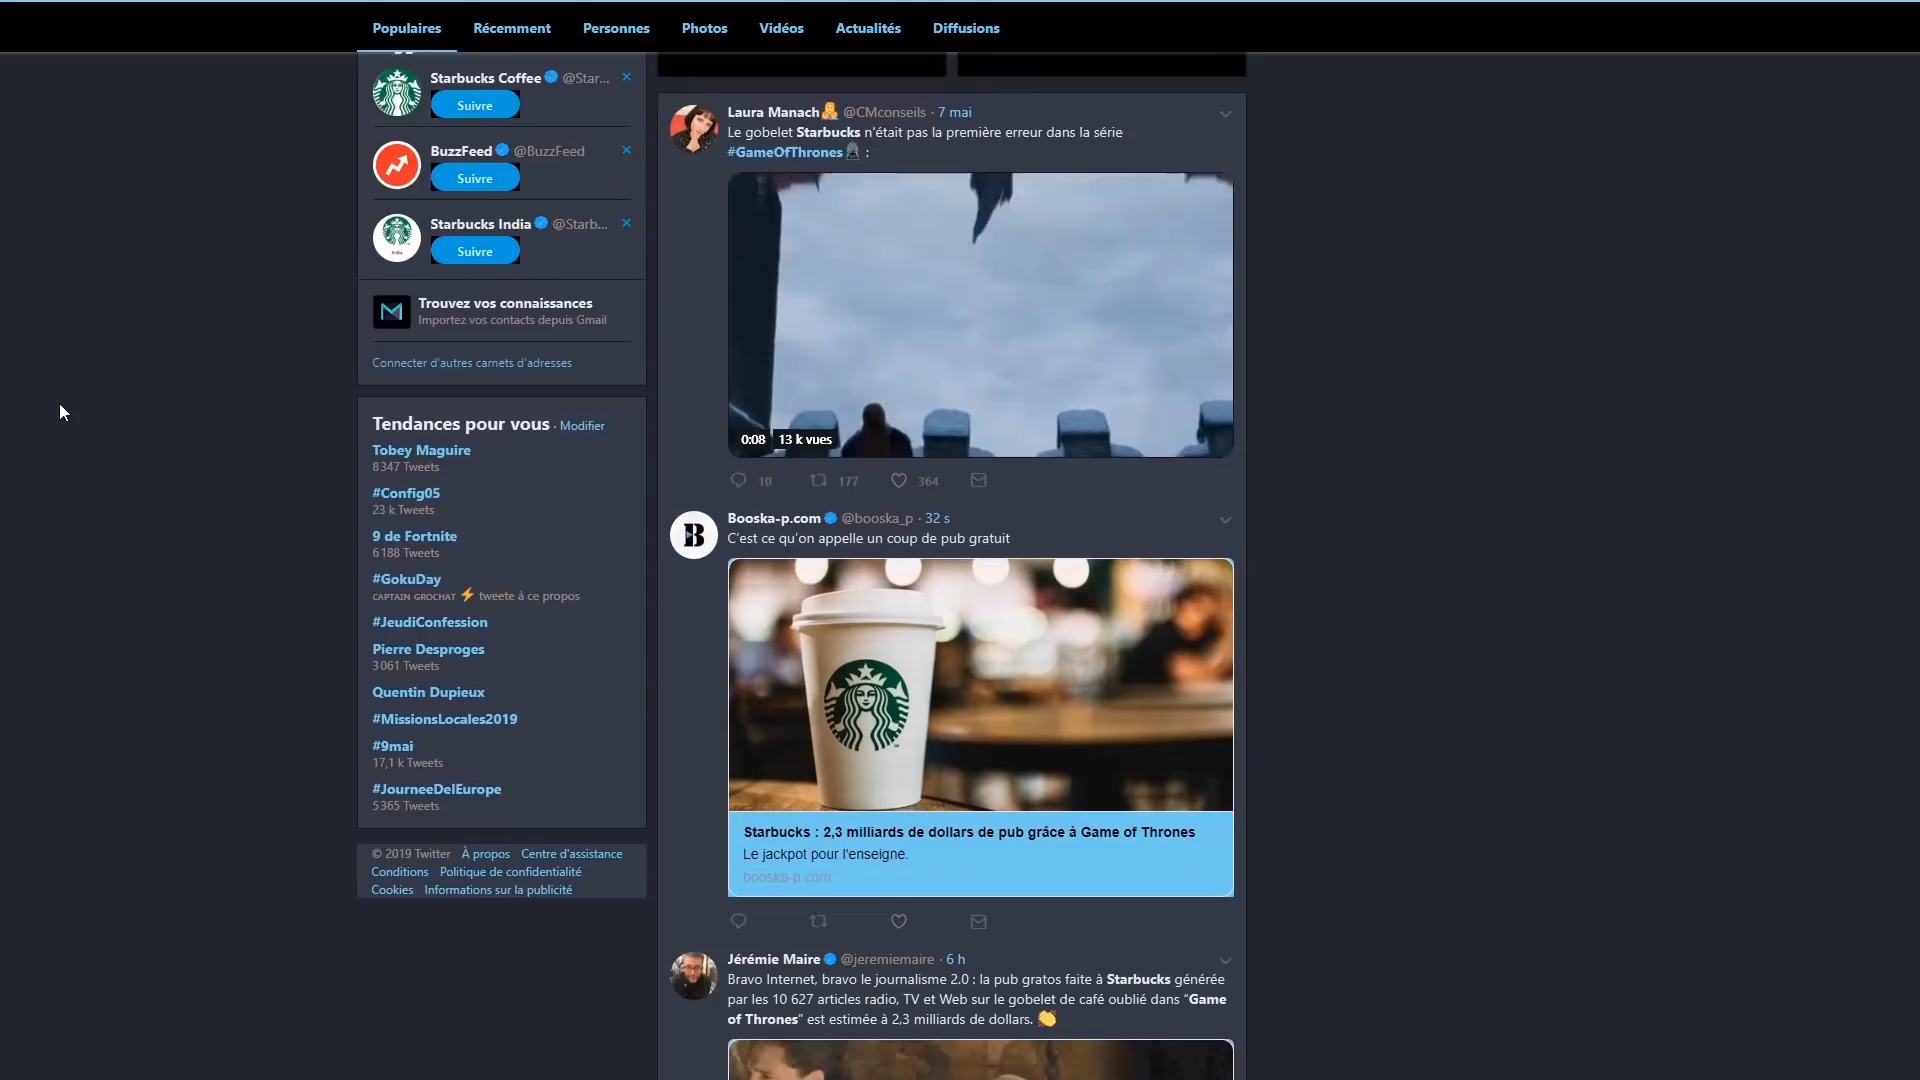 Populaires Récemment Personnes Photos Vidéos Actualités Diffusions
Starbucks Coffee @Star...
Suivre
BuzzFeed @BuzzFeed
Suivre
Starbucks India @Starb...
Suivre
Trouvez vos connaissances
Importez vos contacts depuis Gmail
Connecter d'autres carnets d'adresses
Tendances pour vous · Modifier
Tobey Maguire
8 347 Tweets
#Config05
23 k Tweets
9 de Fortnite
6 188 Tweets
#GokuDay
CAPTAIN GROCHAT ⚡ tweete à ce propos
#JeudiConfession
Pierre Desproges
3 061 Tweets
Quentin Dupieux
#MissionsLocales2019
#9mai
17,1 k Tweets
#JourneeDelEurope
5 365 Tweets
© 2019 Twitter À propos Centre d'assistance
Conditions Politique de confidentialité
Cookies Informations sur la publicité
Laura Manach @CMconseils · 7 mai
Le gobelet Starbucks n'était pas la première erreur dans la série
#GameOfThrones :
0:08 13 k vues
10 177 364
Booska-p.com @booska_p · 32 s
C'est ce qu'on appelle un coup de pub gratuit
Starbucks : 2,3 milliards de dollars de pub grâce à Game of Thrones
Le jackpot pour l'enseigne.
booska-p.com
Jérémie Maire @jeremiemaire · 6 h
Bravo Internet, bravo le journalisme 2.0 : la pub gratos faite à Starbucks générée
par les 10 627 articles radio, TV et Web sur le gobelet de café oublié dans “Game
of Thrones” est estimée à 2,3 milliards de dollars. 👏